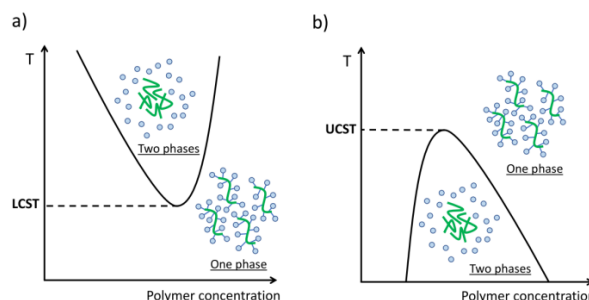 a)
T
Two phases
LCST
One phase
Polymer concentration
b)
T
UCST
One phase
Two phases
Polymer concentration